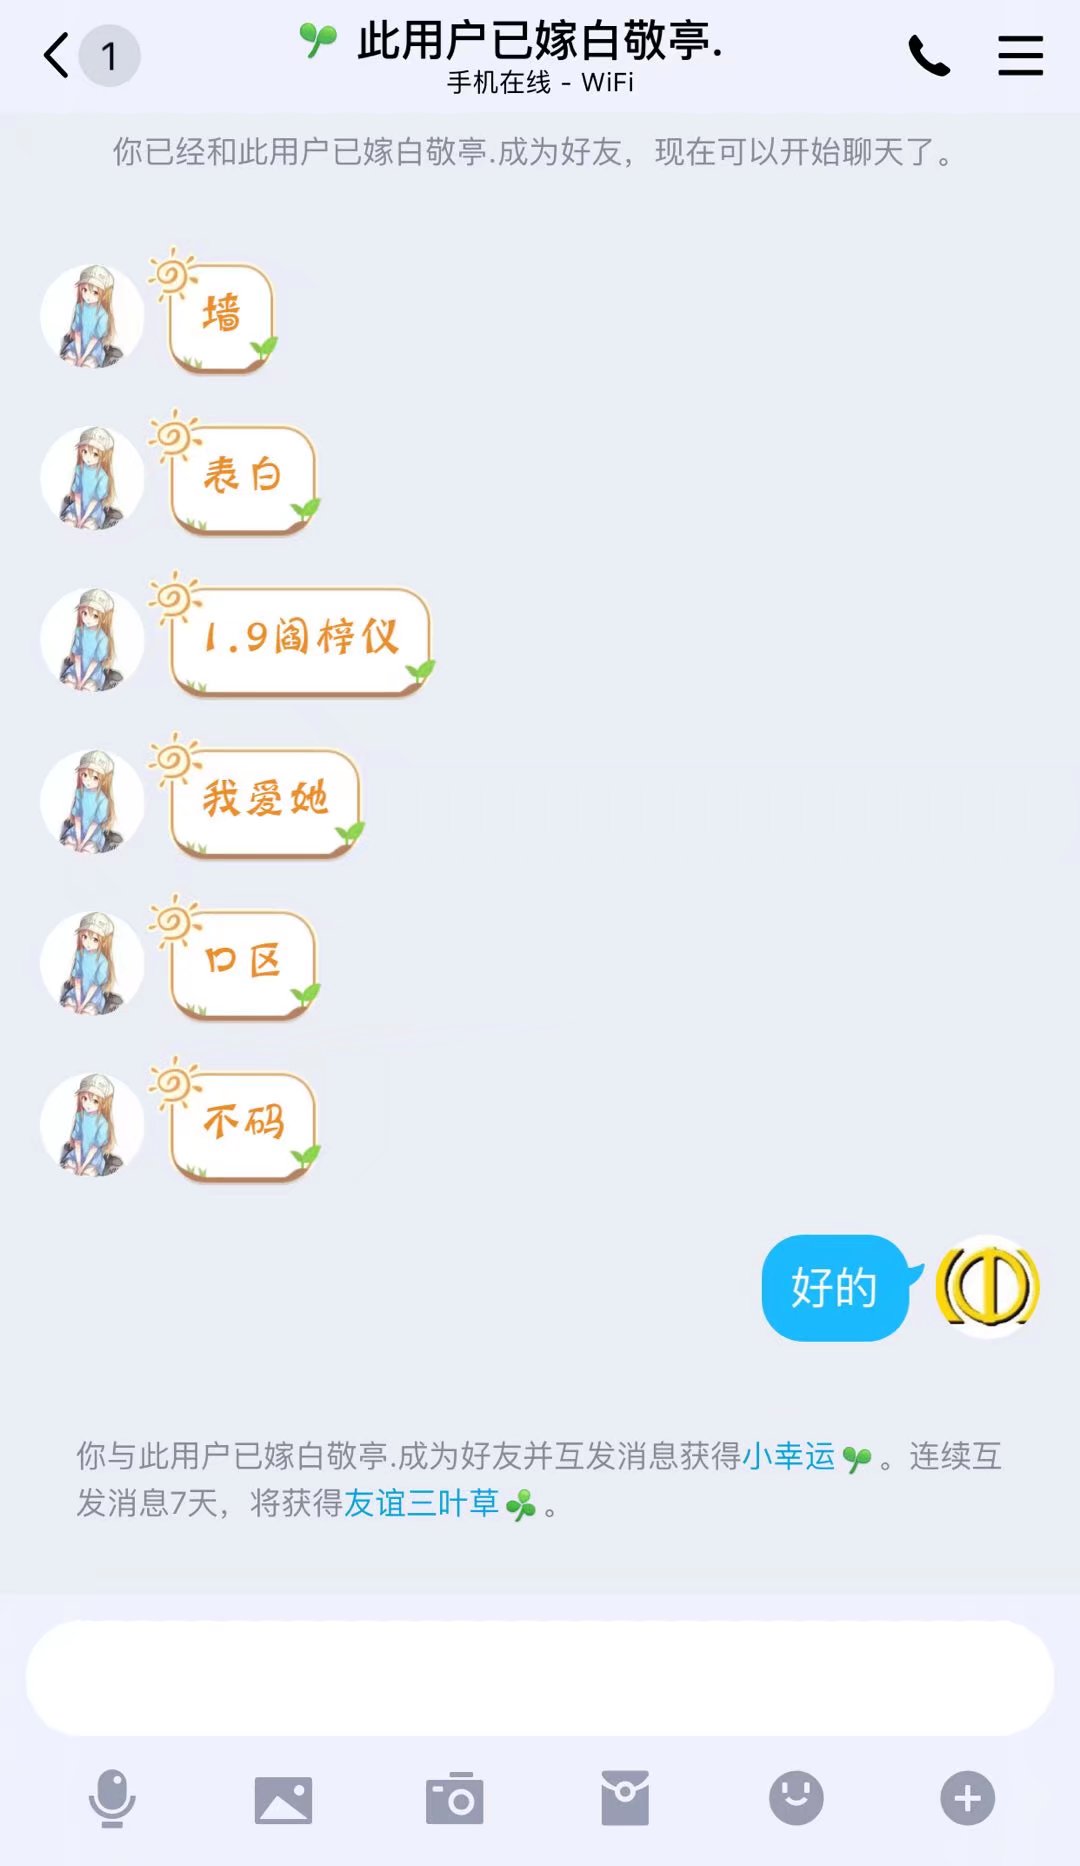 1
此用户已嫁白敬亭.
手机在线 - WiFi
你已经和此用户已嫁白敬亭.成为好友，现在可以开始聊天了。
墙
表白
1.9阎梓仪
我爱她
口区
不码
好的
你与此用户已嫁白敬亭.成为好友并互发消息获得小幸运。连续互
发消息7天，将获得友谊三叶草。